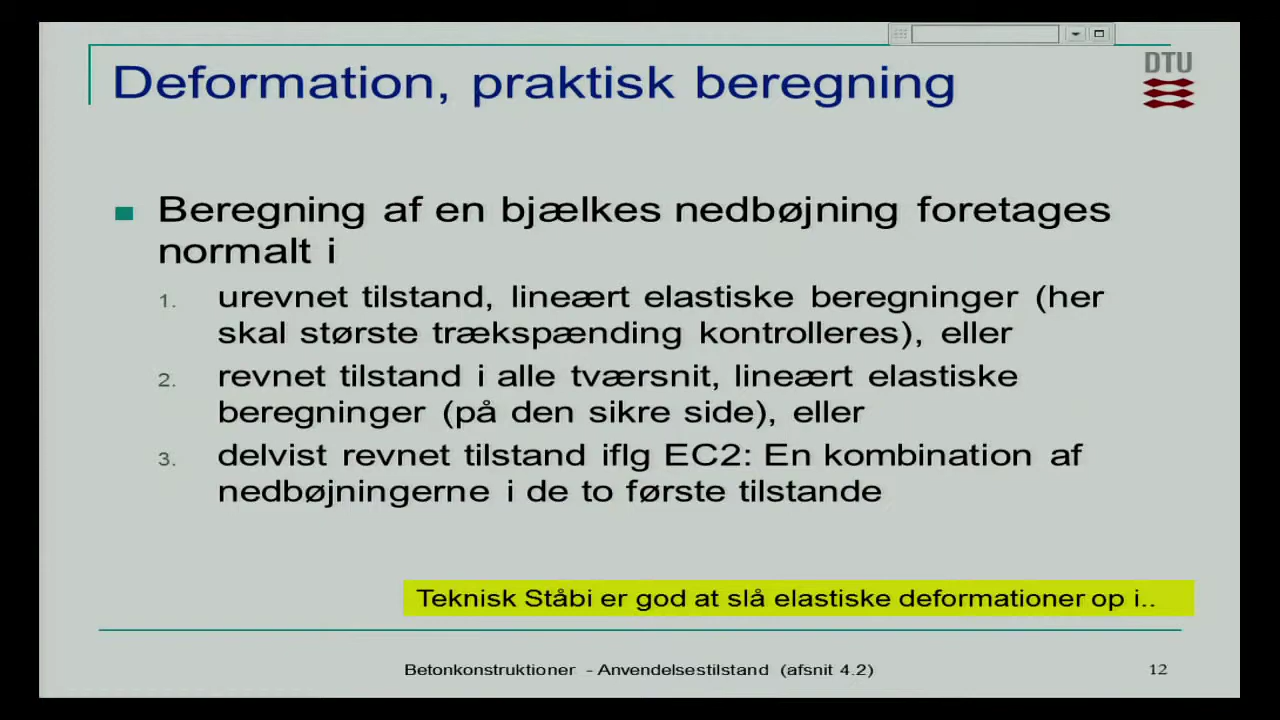 Deformation, praktisk beregning
DTU
Beregning af en bjælkes nedbøjning foretages
normalt i
1. urevnet tilstand, lineært elastiske beregninger (her
skal største trækspænding kontrolleres), eller
2. revnet tilstand i alle tværsnit, lineært elastiske
beregninger (på den sikre side), eller
3. delvist revnet tilstand iflg EC2: En kombination af
nedbøjningerne i de to første tilstande
Teknisk Ståbi er god at slå elastiske deformationer op i..
Betonkonstruktioner - Anvendelsestilstand (afsnit 4.2)
12